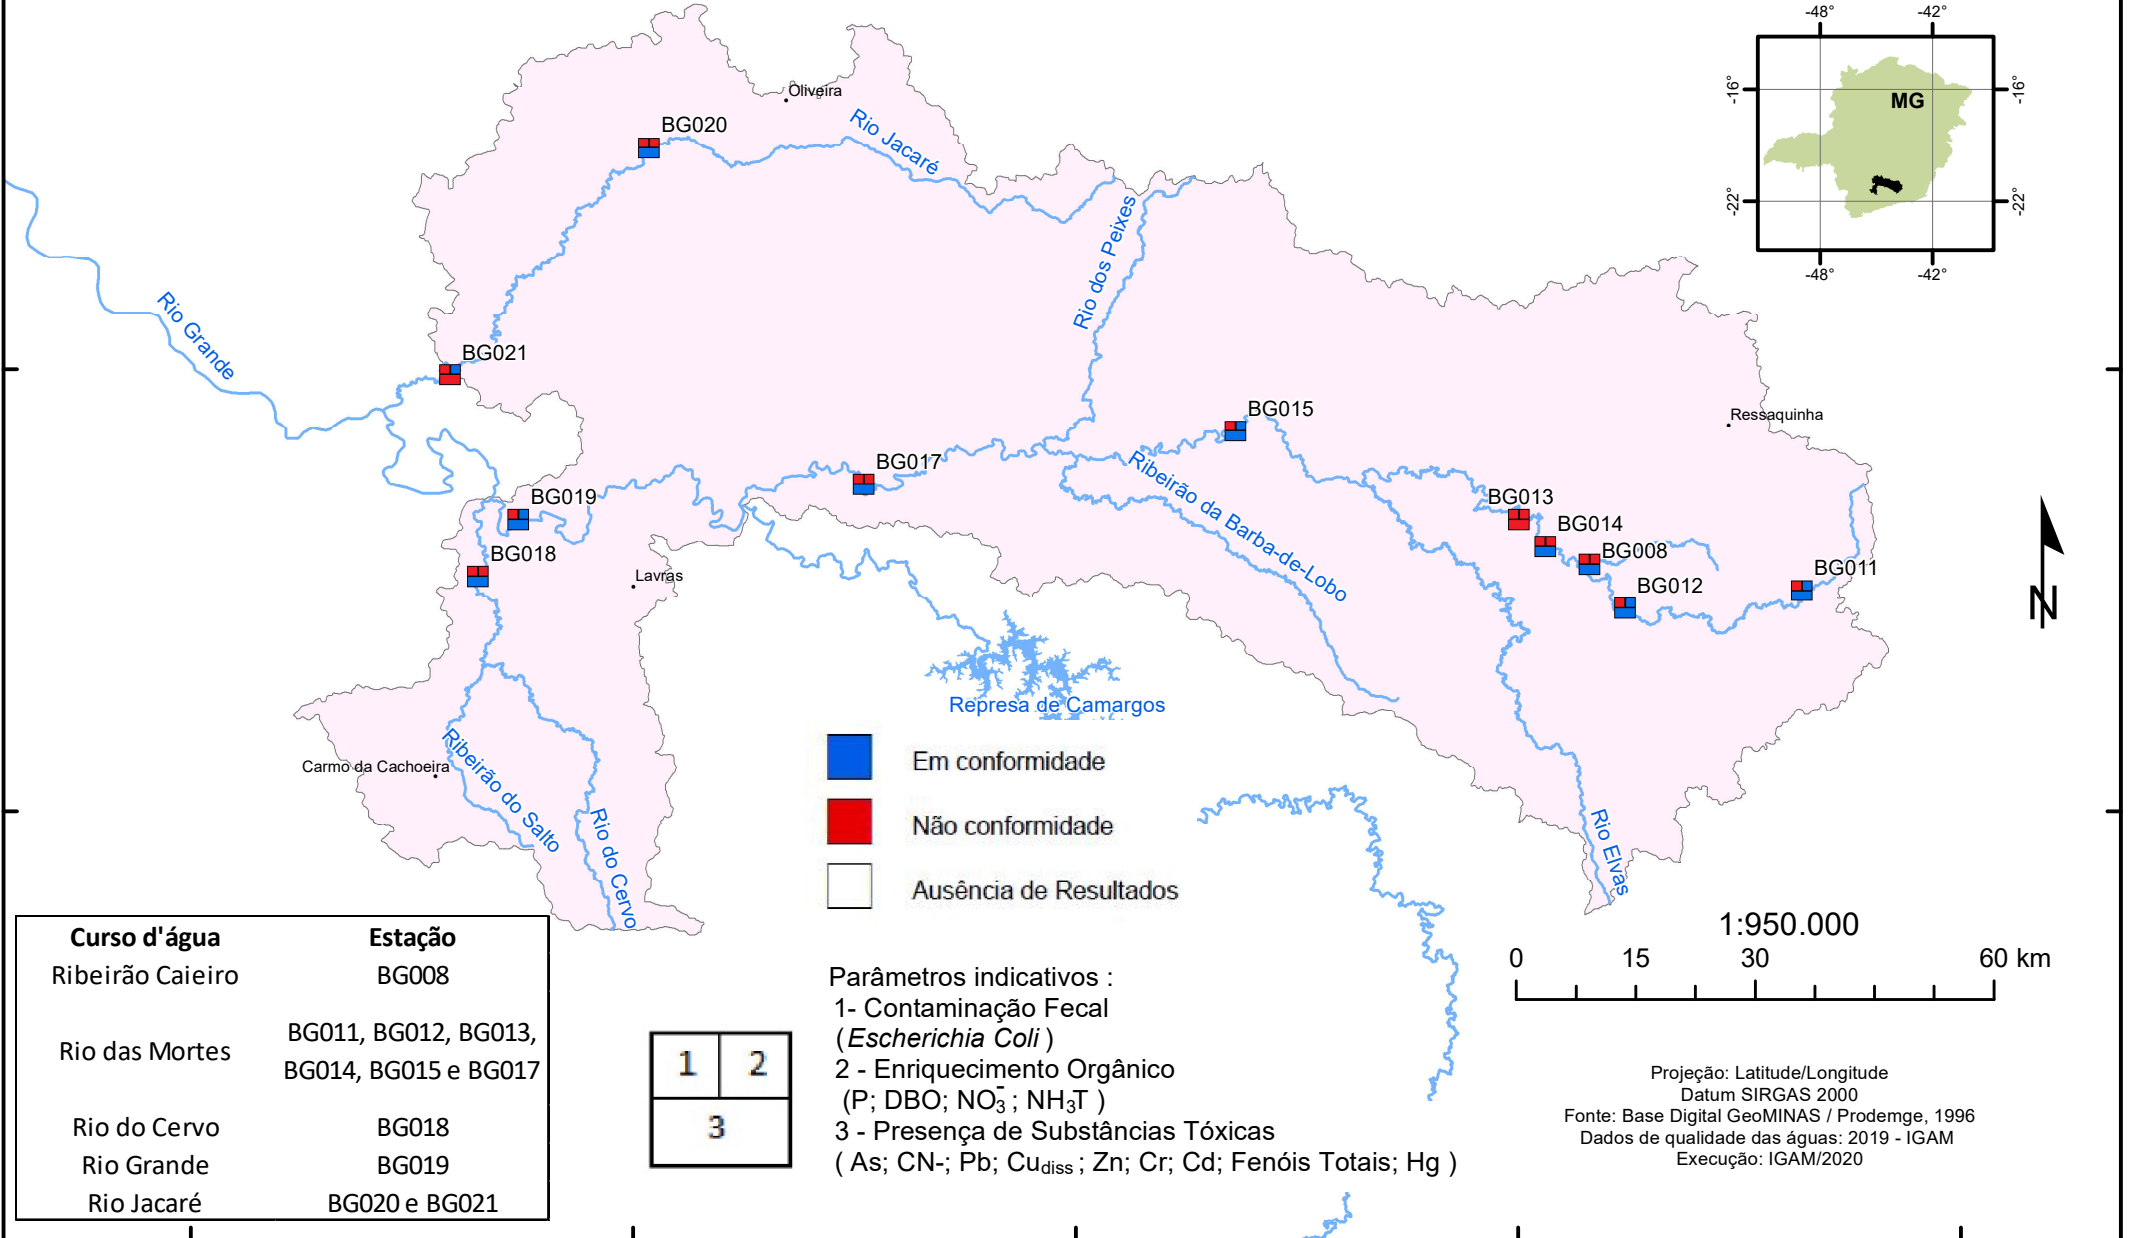 -48°
-42°
-16°
-16°
MG
-22°
-22°
-48°
-42°
Oliveira
BG020
Rio Jacaré
Rio dos Peixes
Rio Grande
BG021
BG015
Ressaquinha
BG017
Ribeirão da Barba-de-Lobo
BG019
BG013
BG014
BG018
BG008
BG011
Lavras
BG012
N
Represa de Camargos
Carmo da Cachoeira
Ribeirão do Salto
Rio do Cervo
Rio Elvas
Em conformidade
Não conformidade
Ausência de Resultados
1:950.000
0 15 30 60 km
Curso d'água Estação
Ribeirão Caieiro BG008
Rio das Mortes BG011, BG012, BG013,
BG014, BG015 e BG017
Rio do Cervo BG018
Rio Grande BG019
Rio Jacaré BG020 e BG021
1 2
3
Parâmetros indicativos :
1- Contaminação Fecal
(Escherichia Coli )
2 - Enriquecimento Orgânico
(P; DBO; NO₃⁻ ; NH₃T )
3 - Presença de Substâncias Tóxicas
( As; CN-; Pb; Cudiss ; Zn; Cr; Cd; Fenóis Totais; Hg )
Projeção: Latitude/Longitude
Datum SIRGAS 2000
Fonte: Base Digital GeoMINAS / Prodemge, 1996
Dados de qualidade das águas: 2019 - IGAM
Execução: IGAM/2020